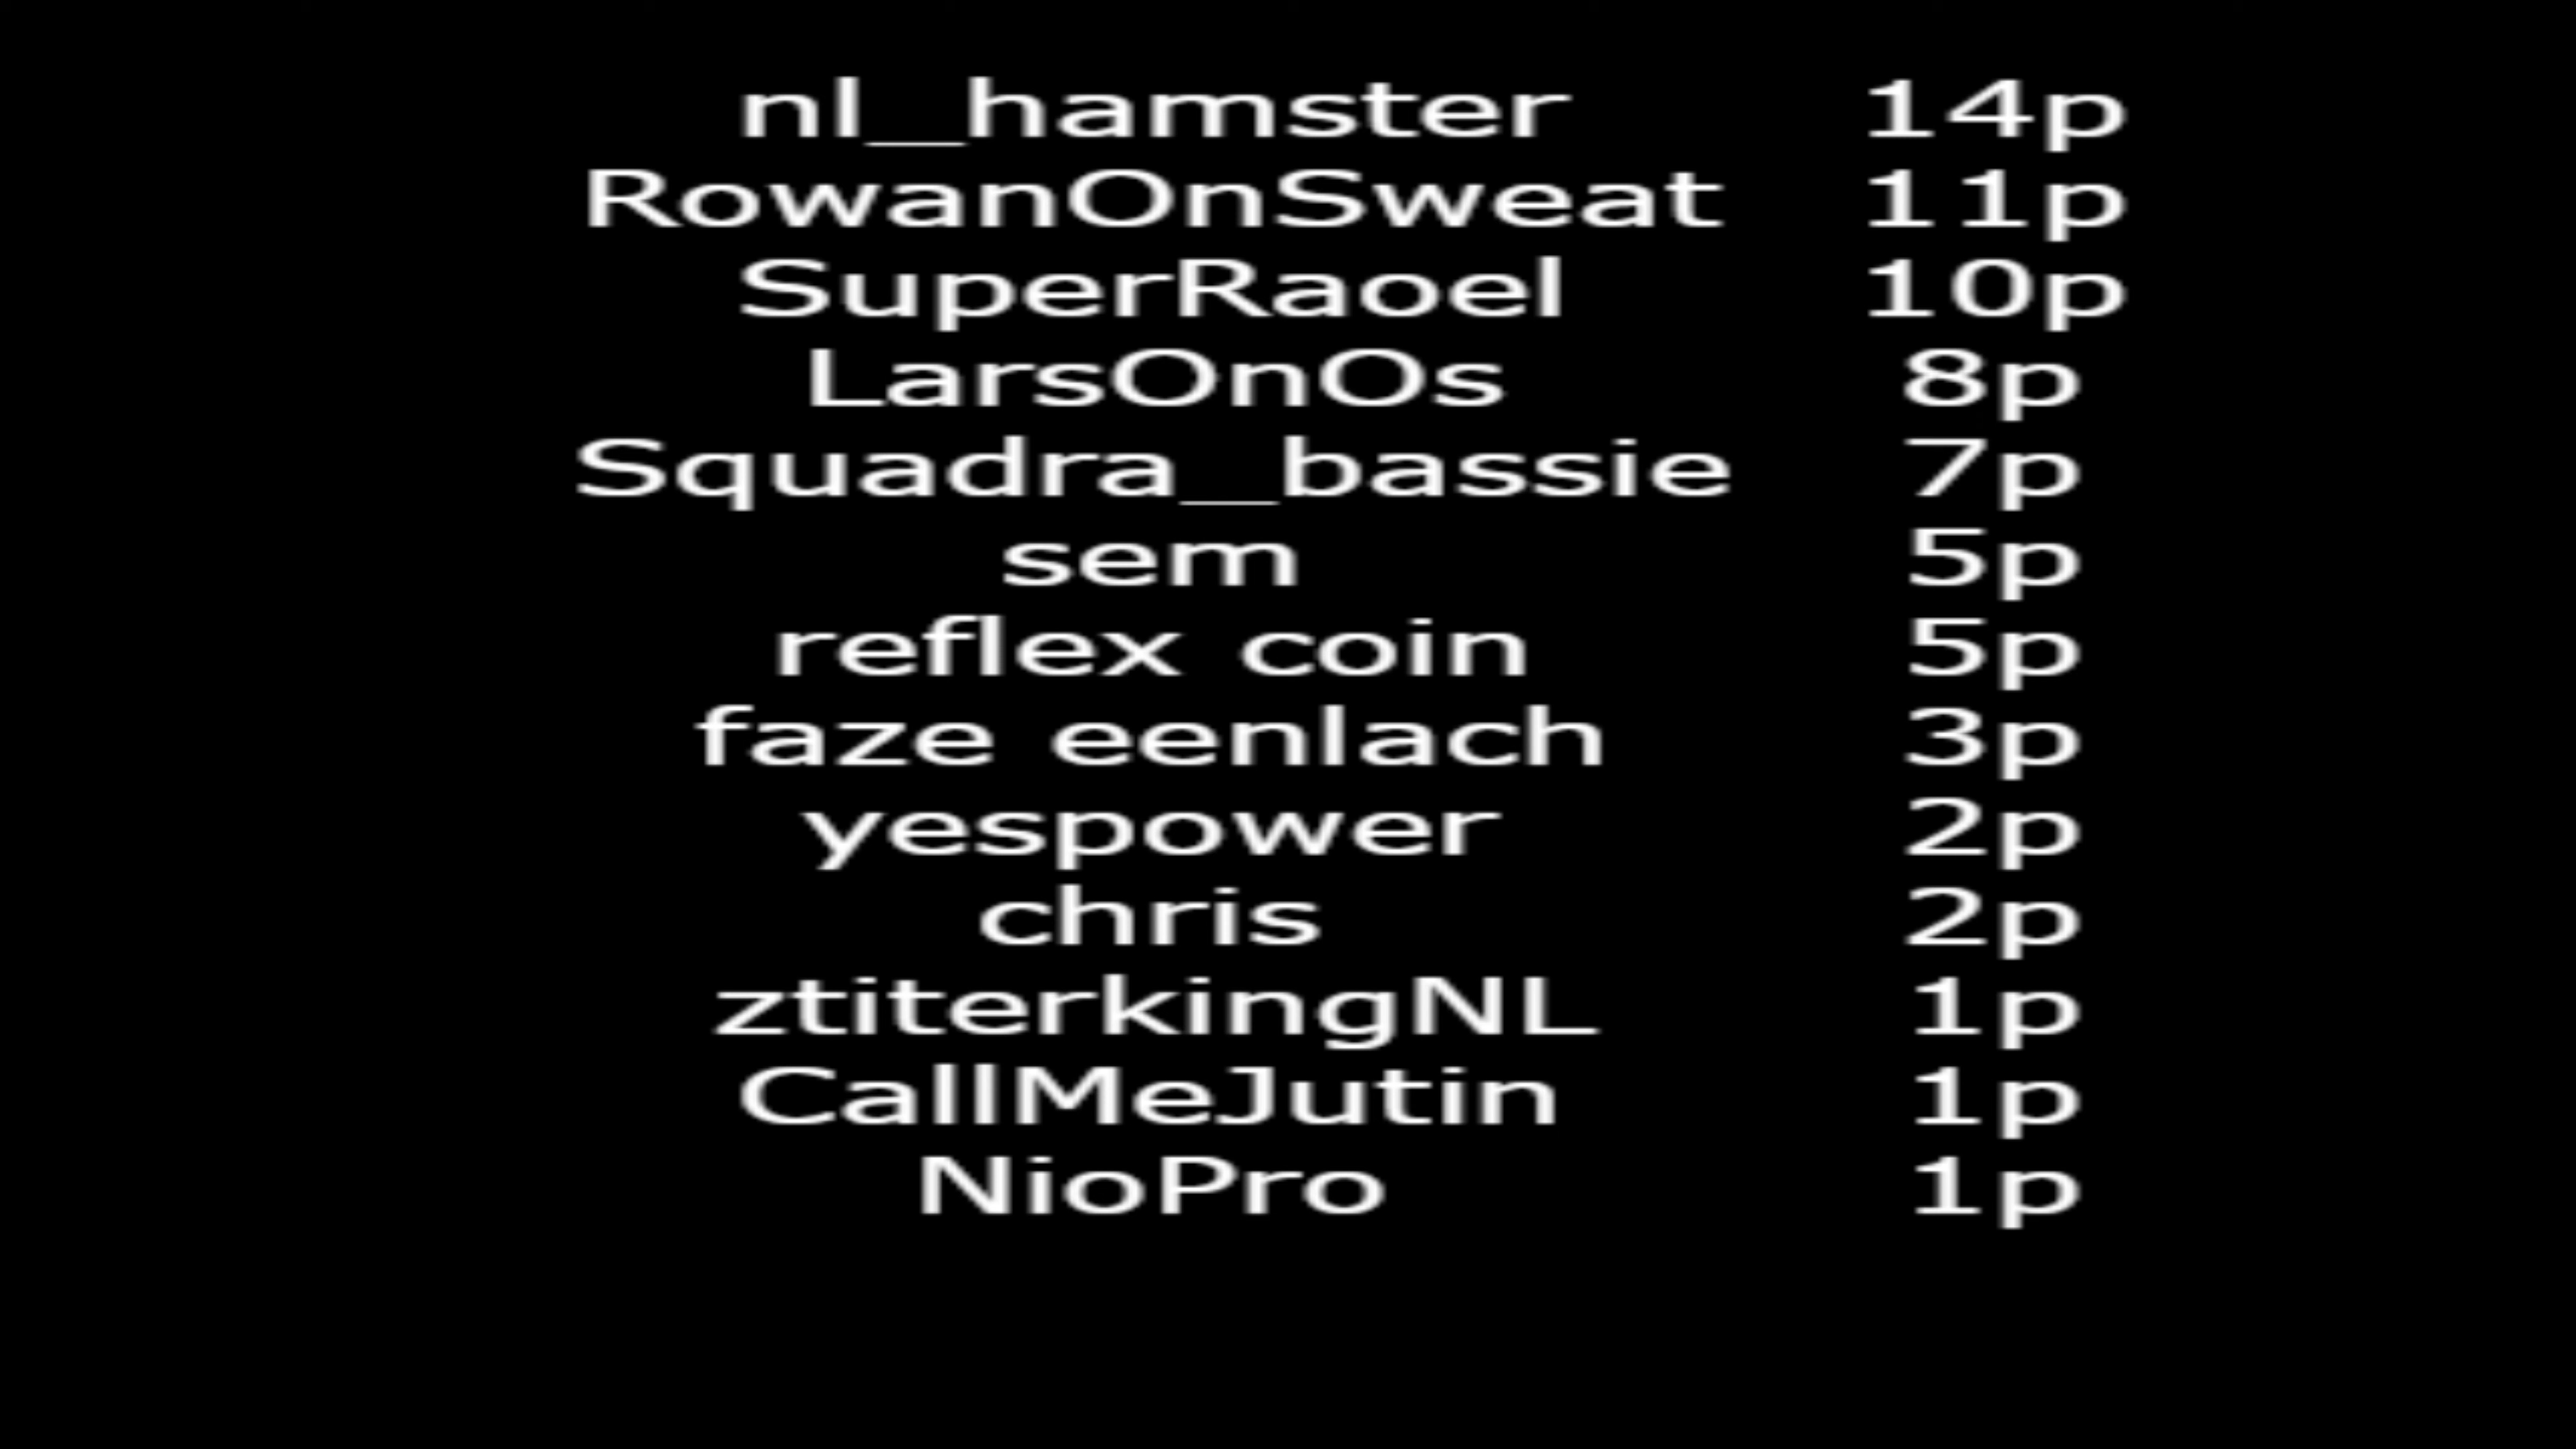 nl_hamster 14p
RowanOnSweat 11p
SuperRaoel 10p
LarsOnOs 8p
Squadra_bassie 7p
sem 5p
reflex coin 5p
faze eenlach 3p
yespower 2p
chris 2p
ztiterkingNL 1p
CallMeJutin 1p
NioPro 1p